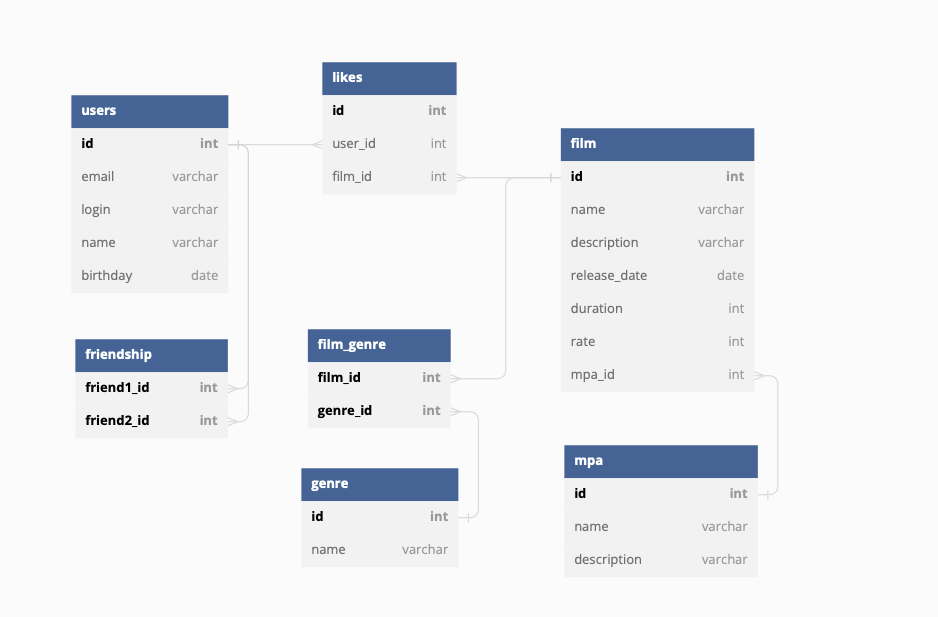 users
id int
email varchar
login varchar
name varchar
birthday date
friendship
friend1_id int
friend2_id int
likes
id int
user_id int
film_id int
film_genre
film_id int
genre_id int
genre
id int
name varchar
film
id int
name varchar
description varchar
release_date date
duration int
rate int
mpa_id int
mpa
id int
name varchar
description varchar